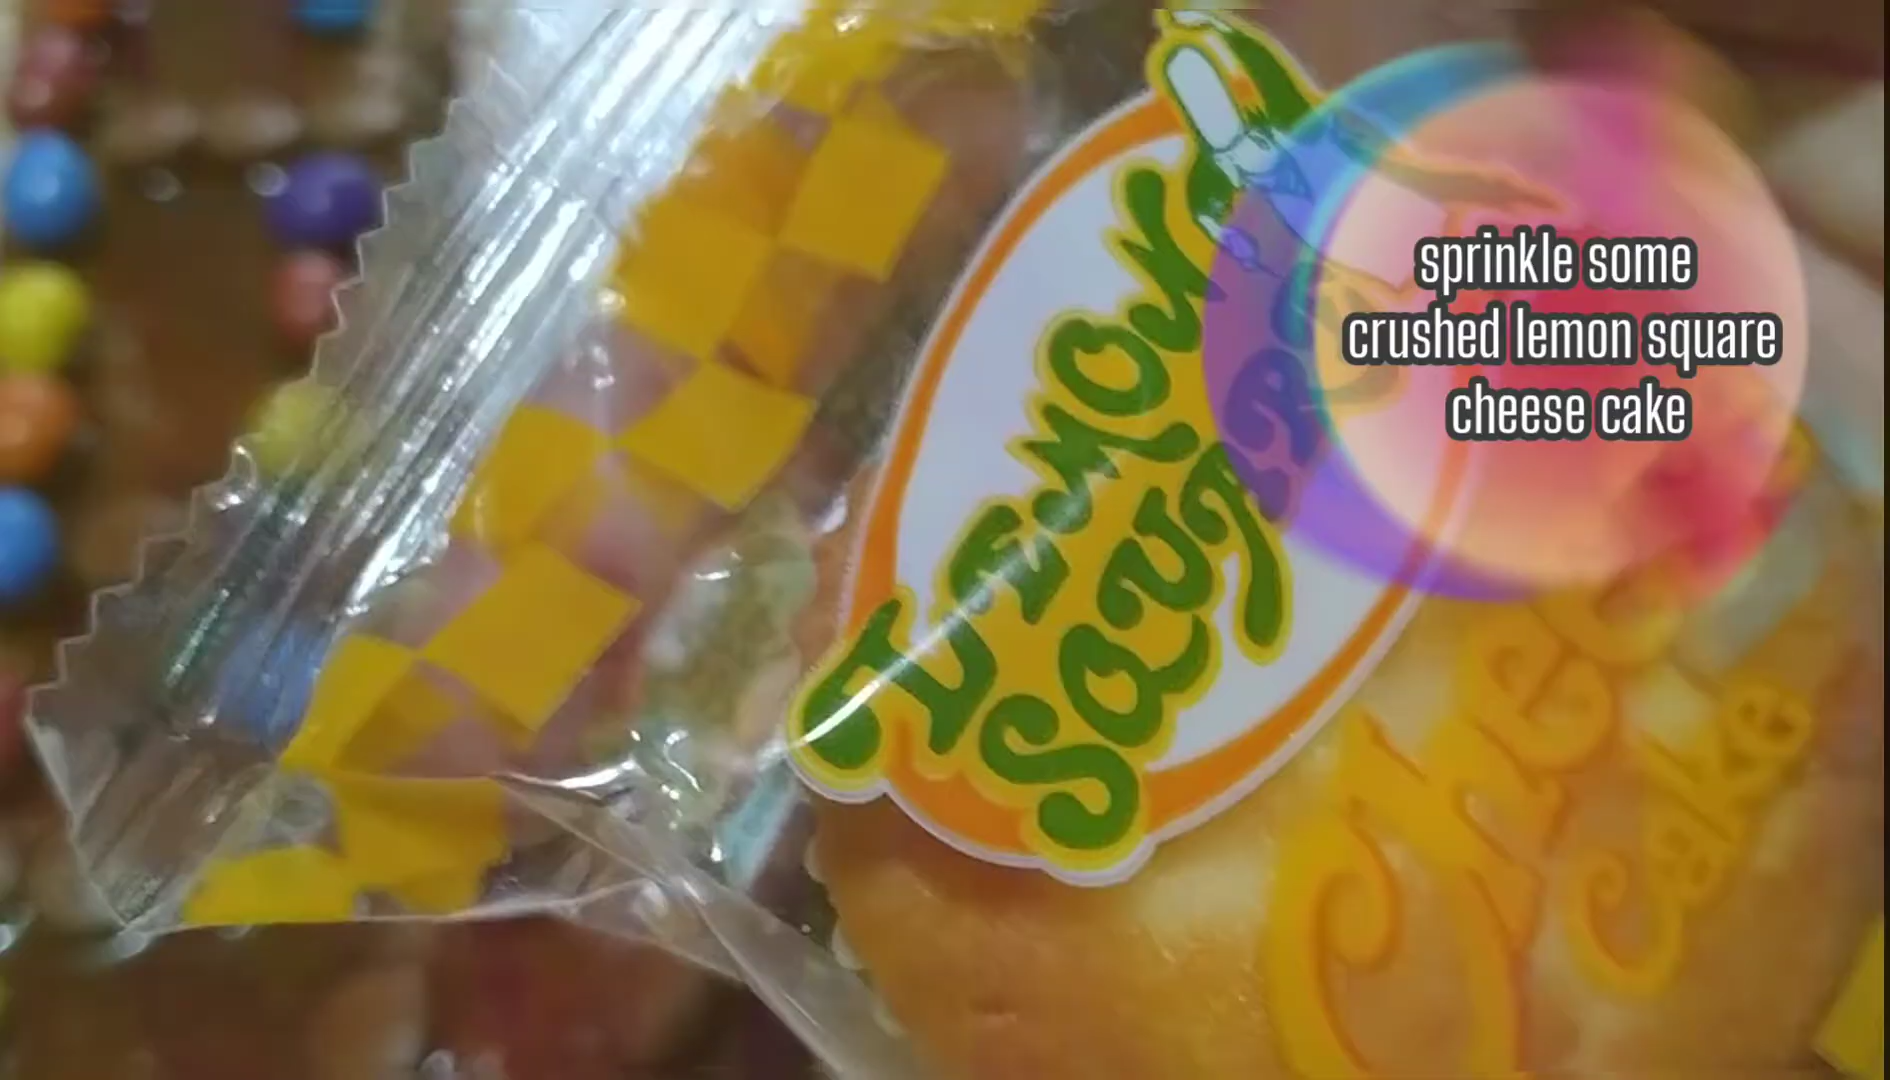 Lemon
Square
Cheese
Cake
sprinkle some
crushed lemon square
cheese cake